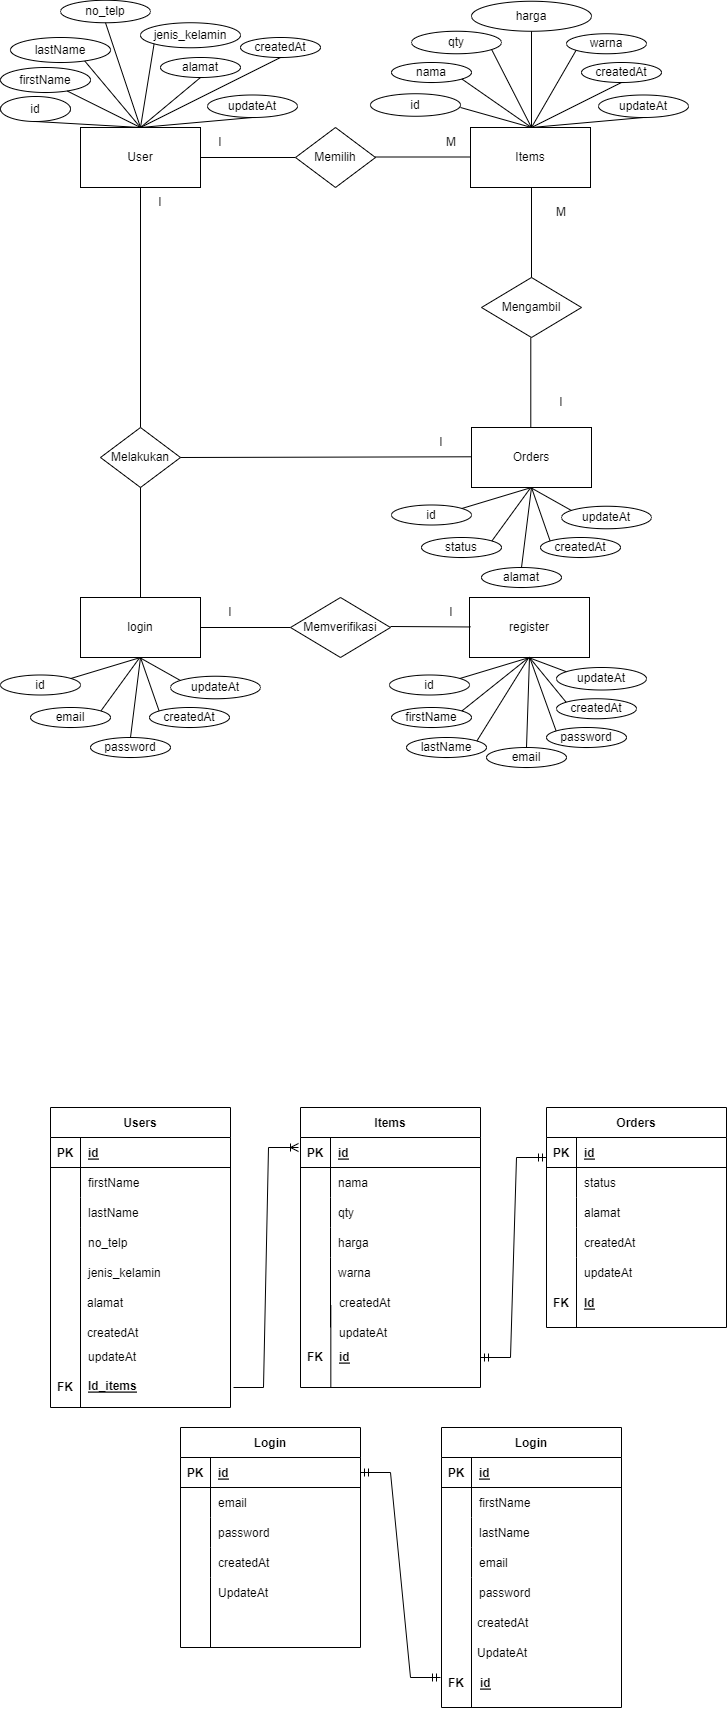 no_telp
harga
jenis_kelamin
qty
warna
lastName
createdAt
alamat
nama
createdAt
firstName
id
updateAt
id
updateAt
User
I
Memilih
M
Items
I
M
Mengambil
I
Melakukan
I
Orders
id
updateAt
status
createdAt
alamat
login
I
Memverifikasi
I
register
id
updateAt
email
createdAt
password
id
updateAt
firstName
createdAt
lastName
password
email
Users
PK id
firstName
lastName
no_telp
jenis_kelamin
alamat
createdAt
updateAt
FK Id_items
Items
PK id
nama
qty
harga
warna
createdAt
updateAt
FK id
Orders
PK id
status
alamat
createdAt
updateAt
FK Id
Login
PK id
email
password
createdAt
UpdateAt
Login
PK id
firstName
lastName
email
password
createdAt
UpdateAt
FK id